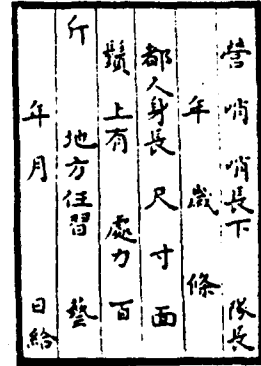 營 哨 哨長下 隊長
年 歲 條
都人身長 尺 寸 面
鬚 上有 處力 百
斤 地方住習 藝
年 月 日給